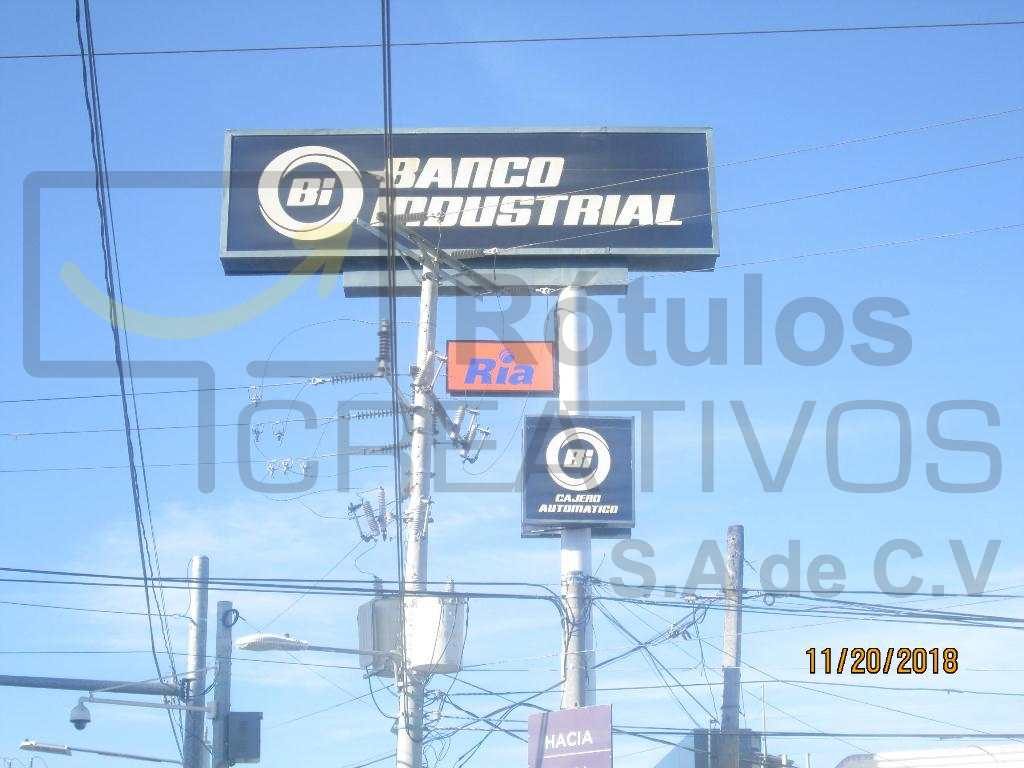 Bi
BANCO
INDUSTRIAL
Ria
Rótulos
CREATIVOS
S.A de C.V
Bi
CAJERO
AUTOMATICO
11/20/2018
HACIA